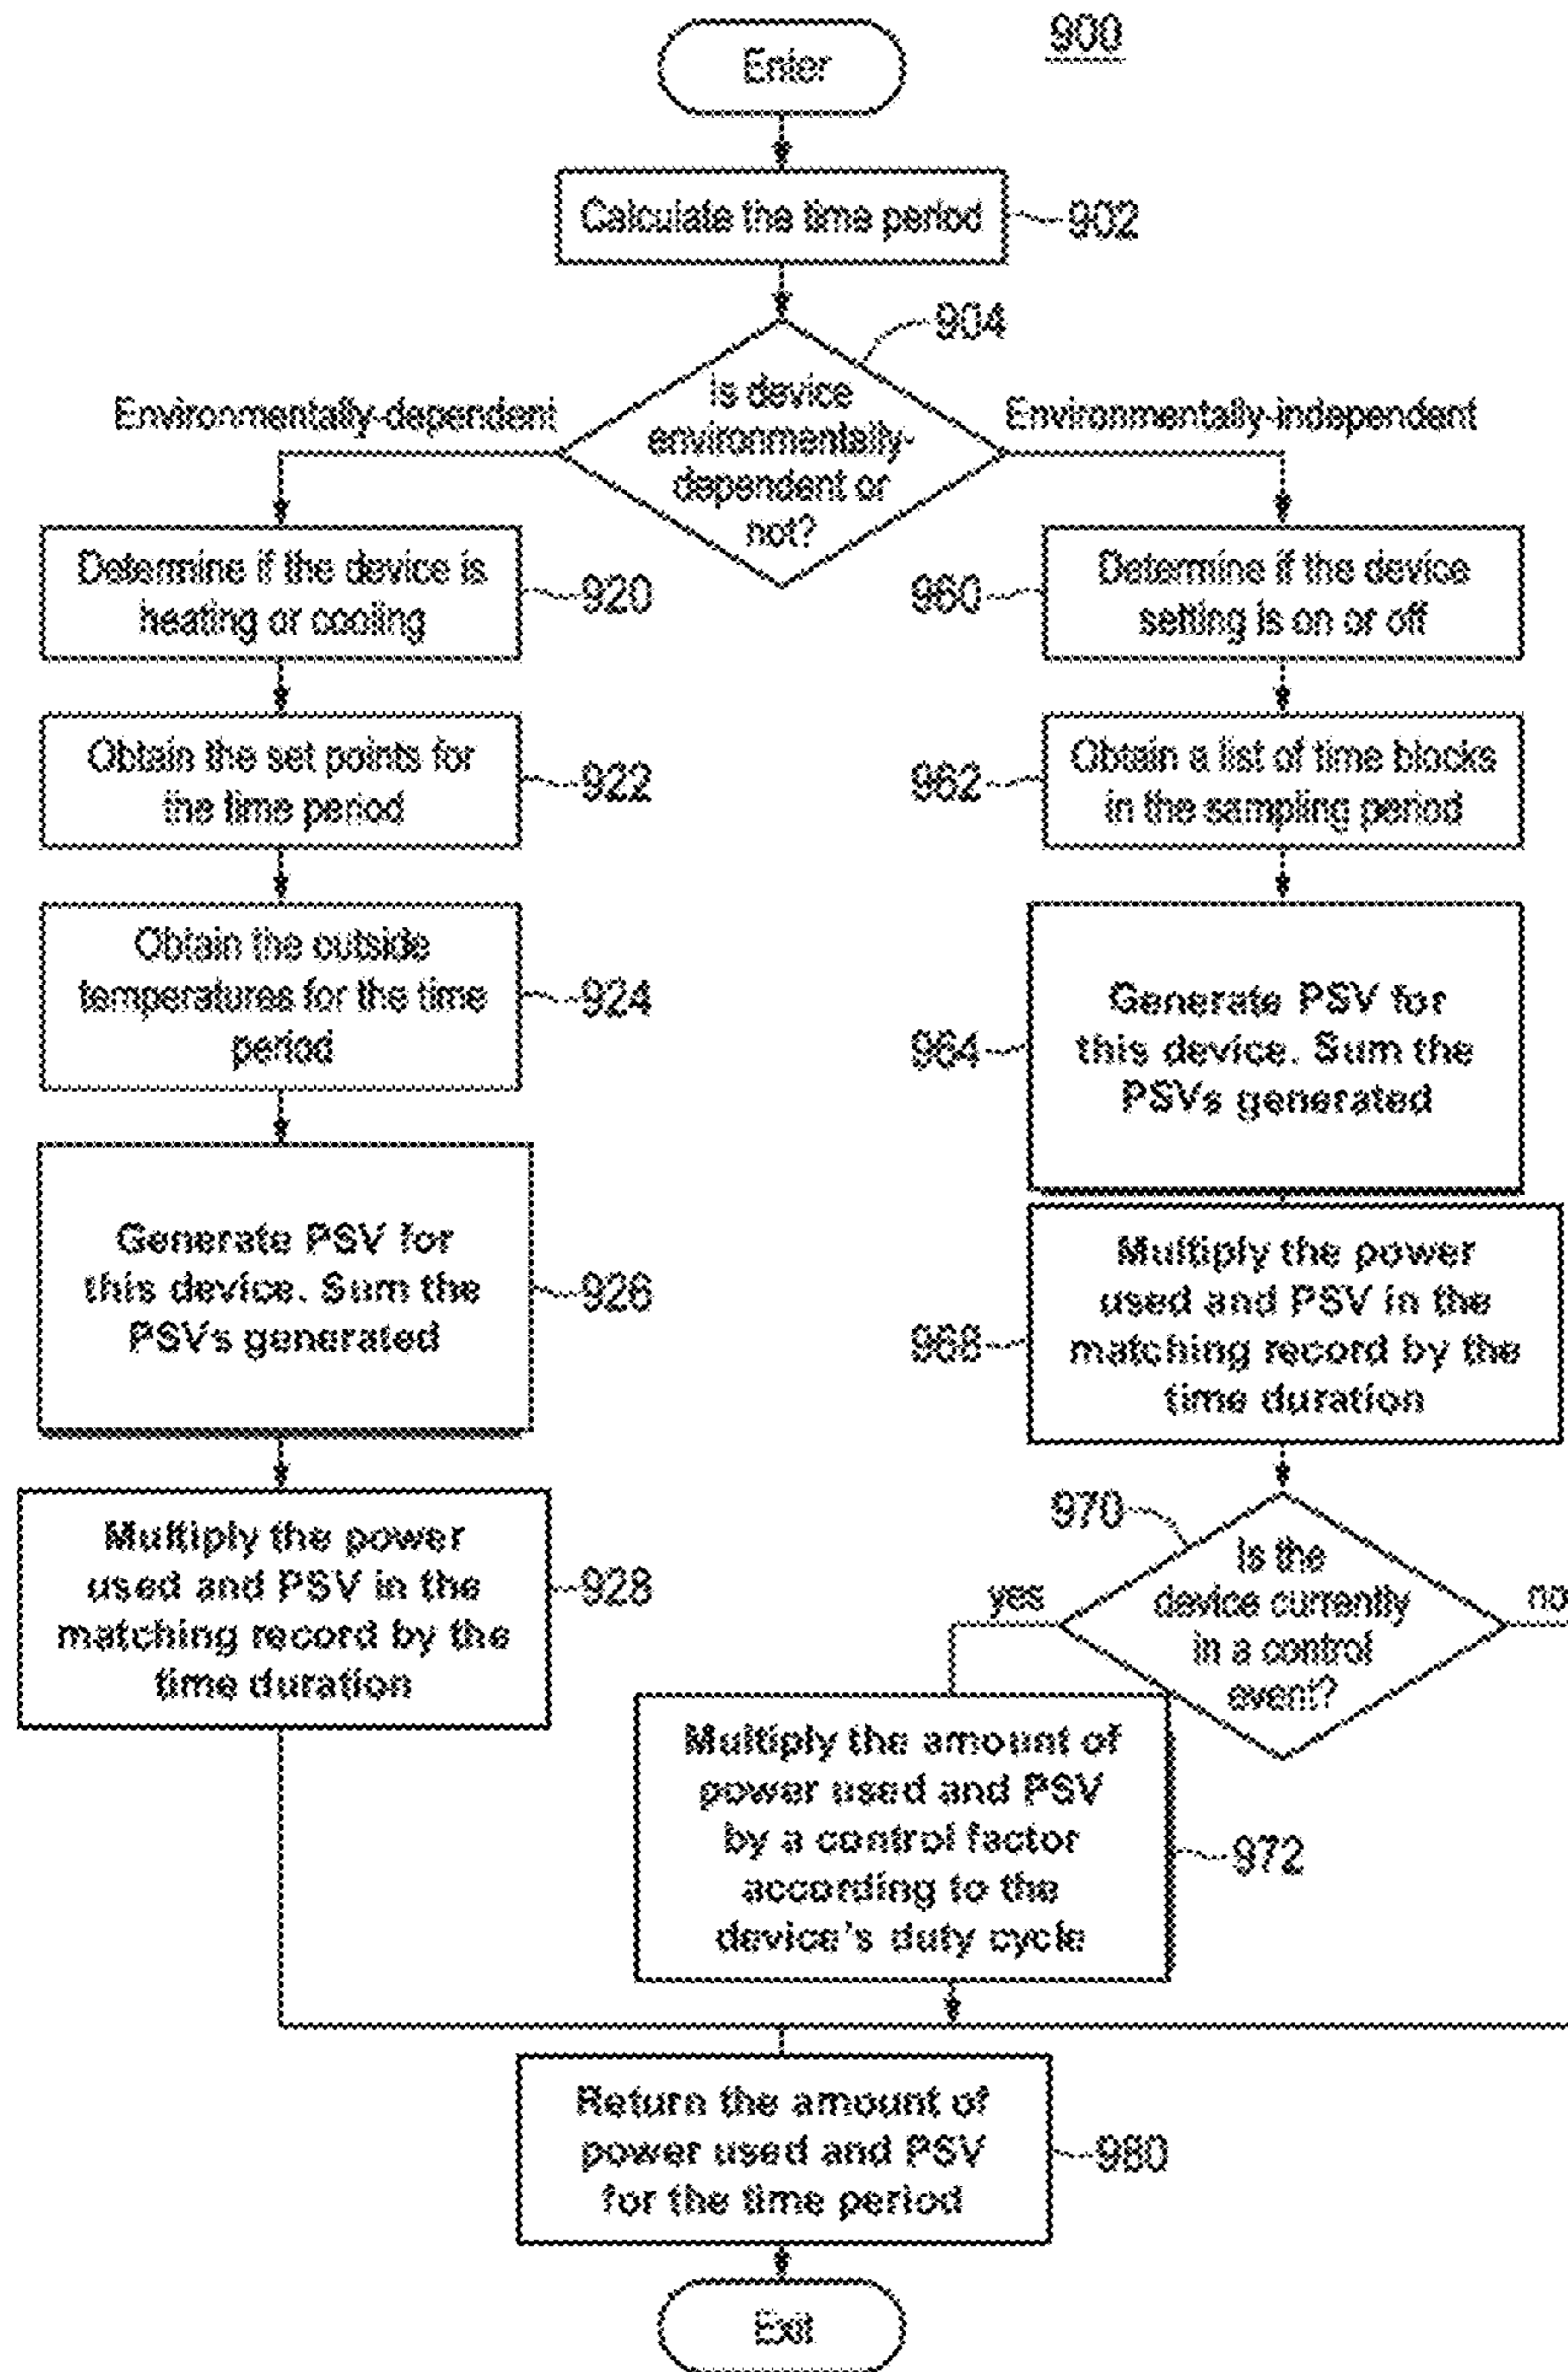 900
Enter
Calculate the time period
902
904
Is device
environmentally-
dependent or
not?
Environmentally-dependent
Environmentally-independent
Determine if the device is
heating or cooling
920
Obtain the set points for
the time period
922
Obtain the outside
temperatures for the time
period
924
Generate PSV for
this device. Sum the
PSVs generated
926
Multiply the power
used and PSV in the
matching record by the
time duration
928
960
Determine if the device
setting is on or off
962
Obtain a list of time blocks
in the sampling period
964
Generate PSV for
this device. Sum the
PSVs generated
968
Multiply the power
used and PSV in the
matching record by the
time duration
970
Is the
device currently
in a control
event?
yes
no
Multiply the amount of
power used and PSV
by a control factor
according to the
device's duty cycle
972
Return the amount of
power used and PSV
for the time period
980
Exit